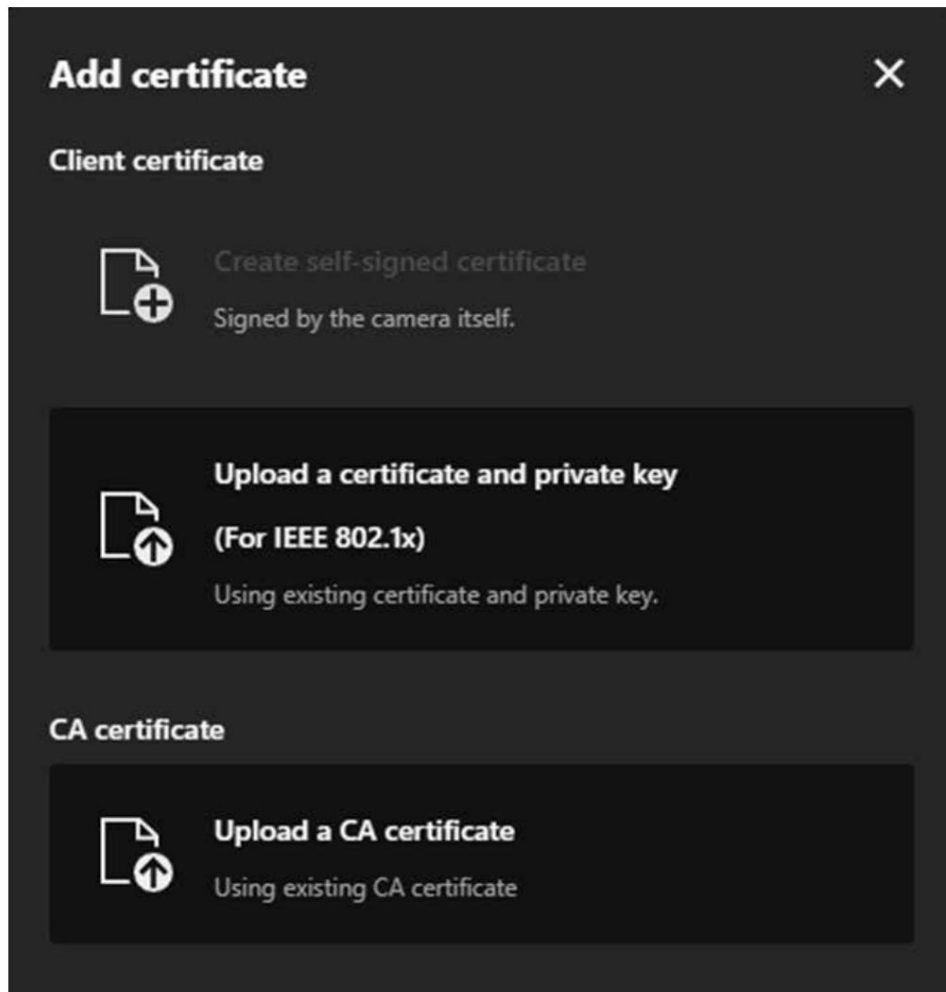 Add certificate
Client certificate
Create self-signed certificate
Signed by the camera itself.
Upload a certificate and private key
(For IEEE 802.1x)
Using existing certificate and private key.
CA certificate
Upload a CA certificate
Using existing CA certificate